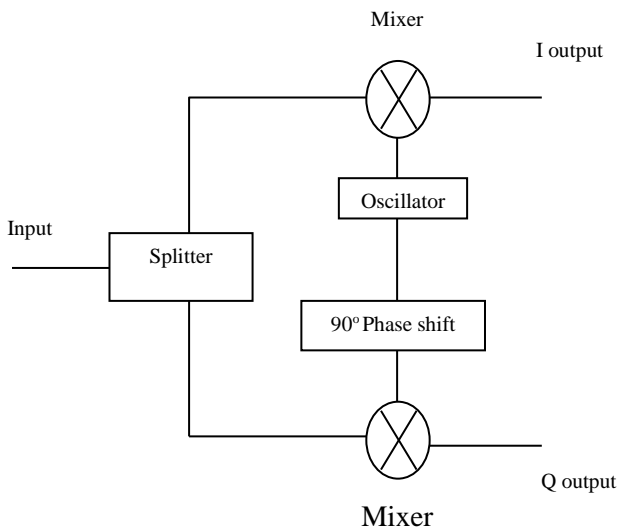 Mixer
I output
Oscillator
Input
Splitter
90º Phase shift
Q output
Mixer